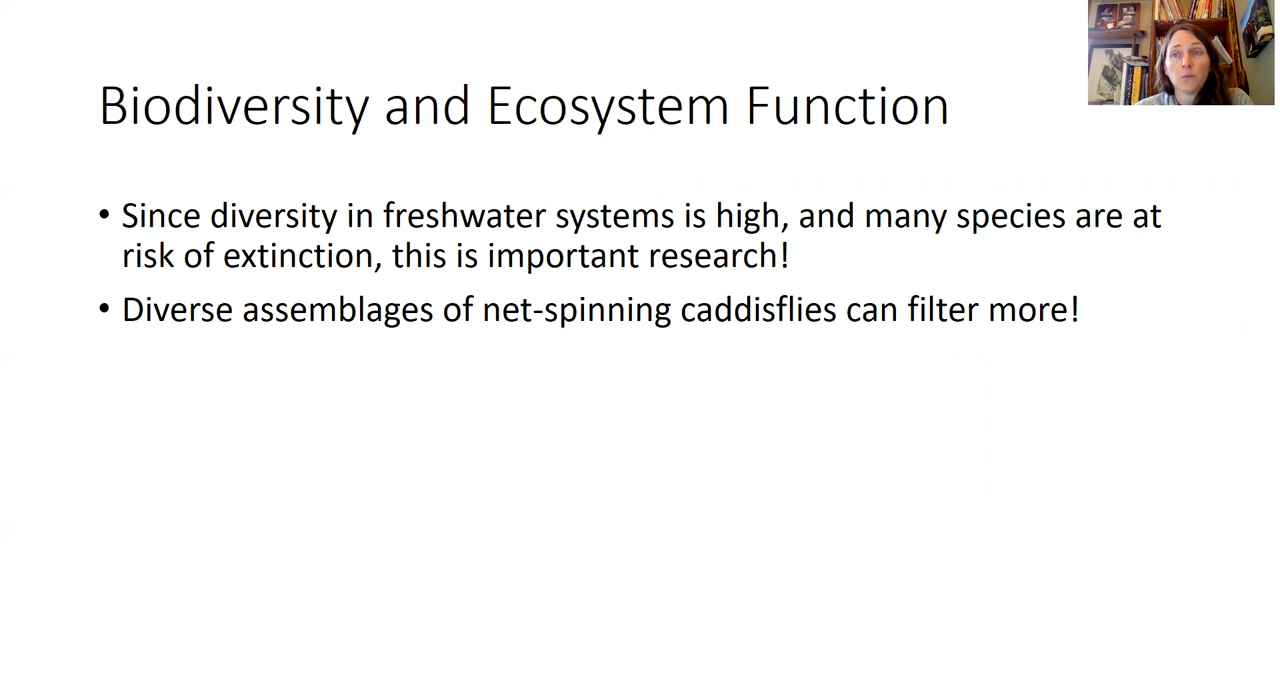 Biodiversity and Ecosystem Function
• Since diversity in freshwater systems is high, and many species are at
risk of extinction, this is important research!
• Diverse assemblages of net-spinning caddisflies can filter more!